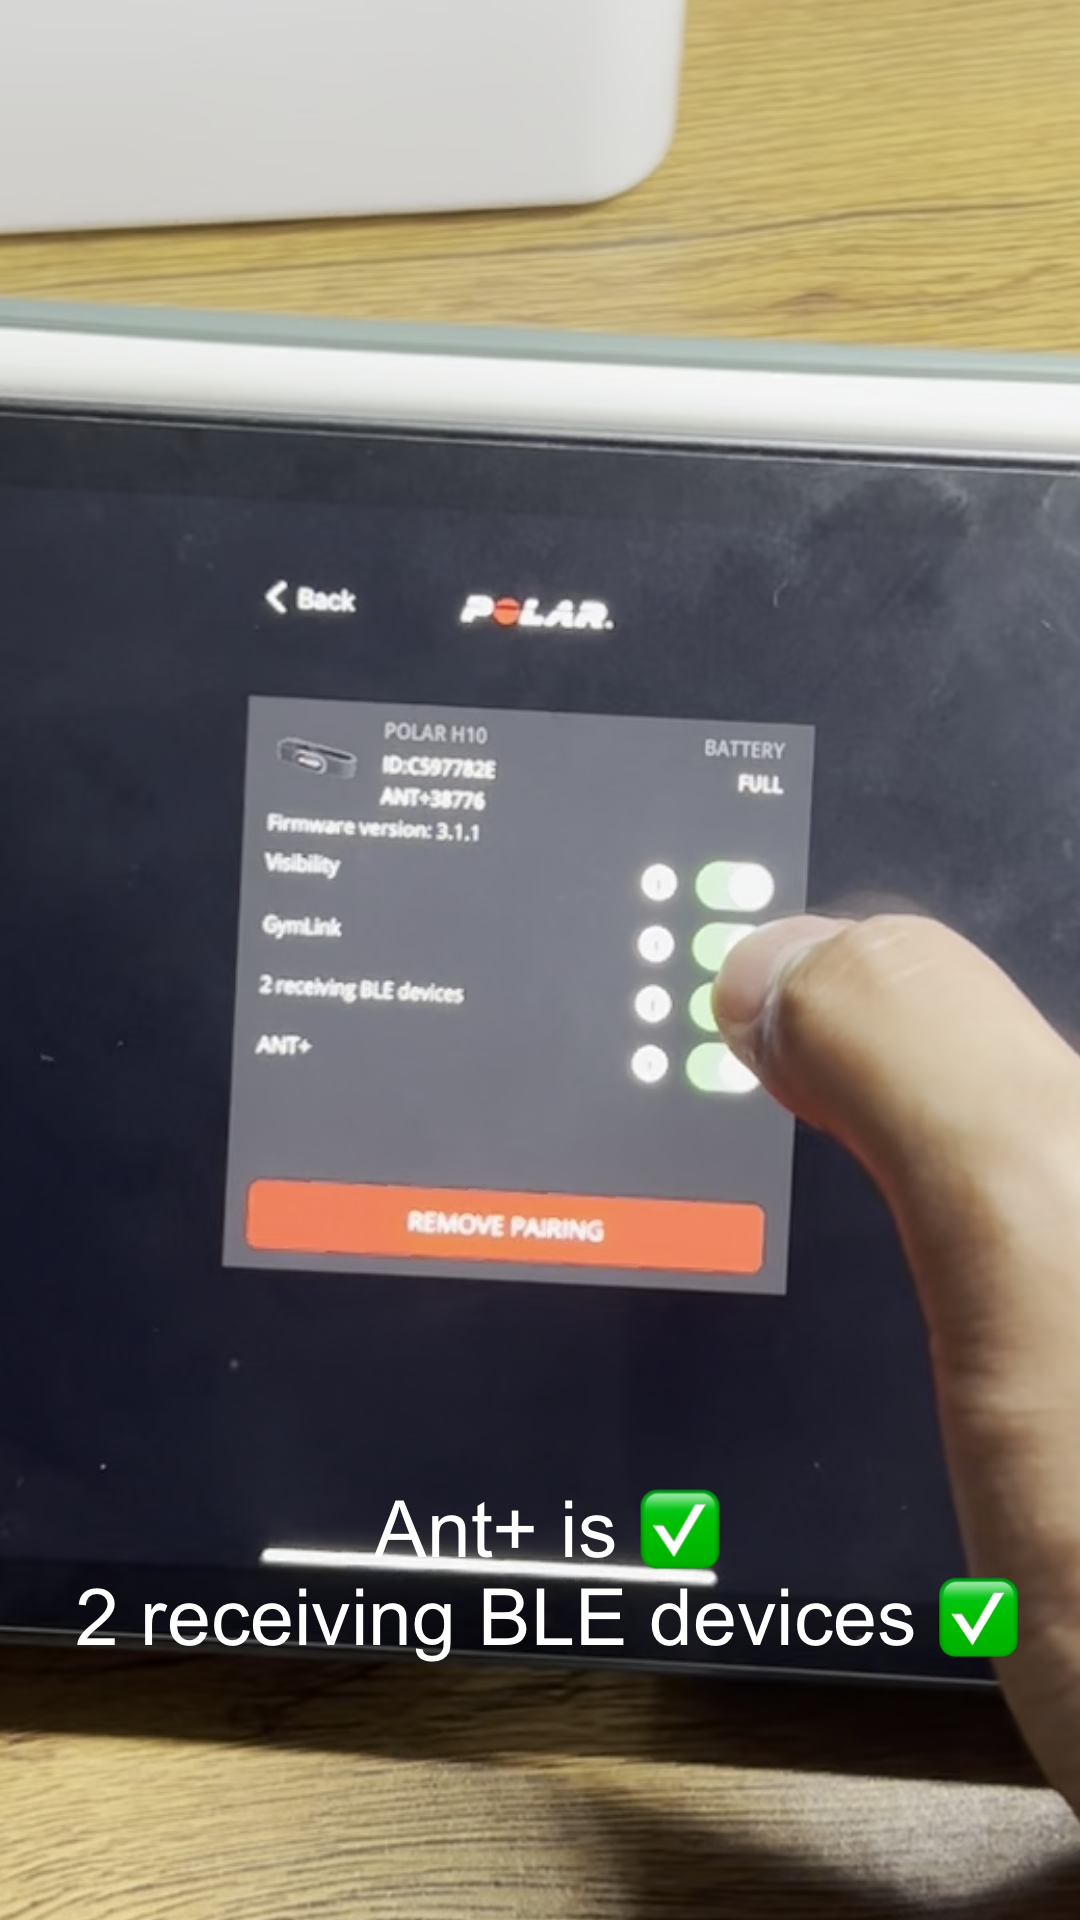 Back
POLAR.
POLAR H10
BATTERY
ID:C597782E
FULL
ANT+38776
Firmware version: 3.1.1
Visibility
GymLink
2 receiving BLE devices
ANT+
REMOVE PAIRING
Ant+ is ✅
2 receiving BLE devices ✅